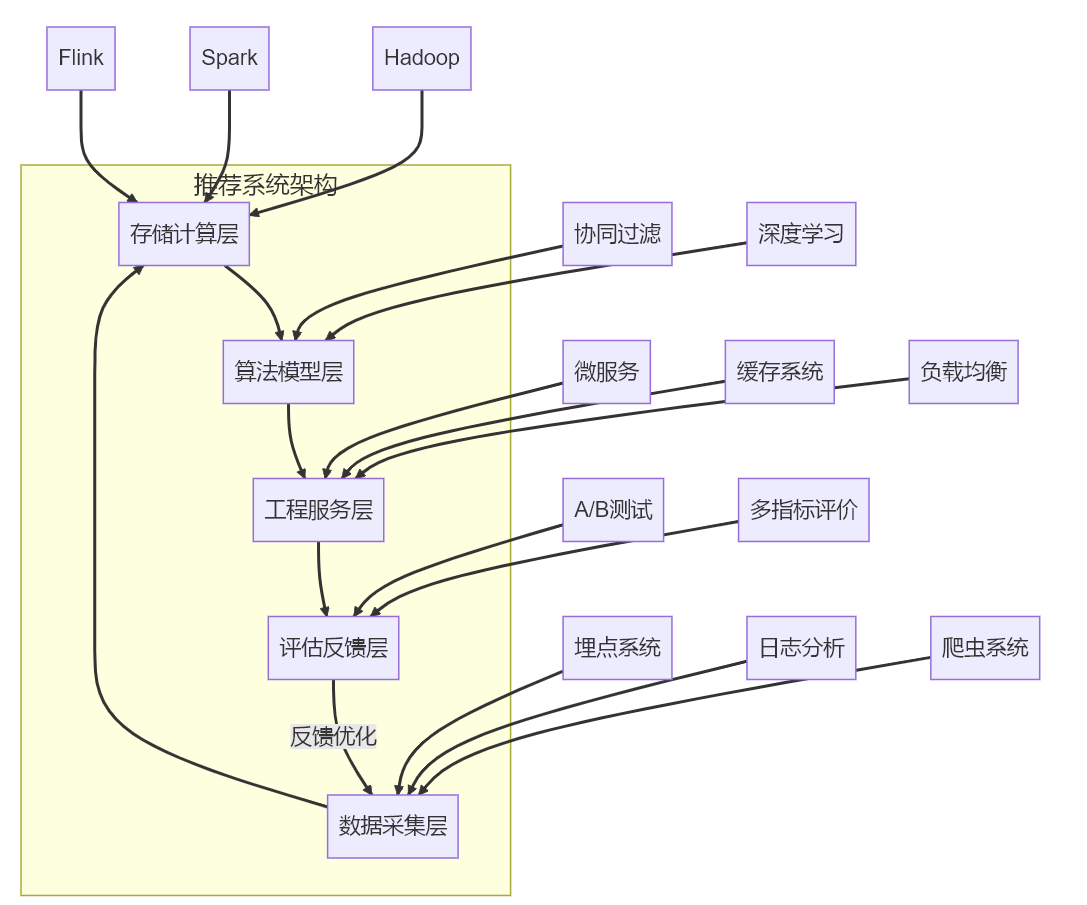 Flink
Spark
Hadoop
推荐系统架构
存储计算层
协同过滤
深度学习
算法模型层
微服务
缓存系统
负载均衡
工程服务层
A/B测试
多指标评价
评估反馈层
埋点系统
日志分析
爬虫系统
反馈优化
数据采集层